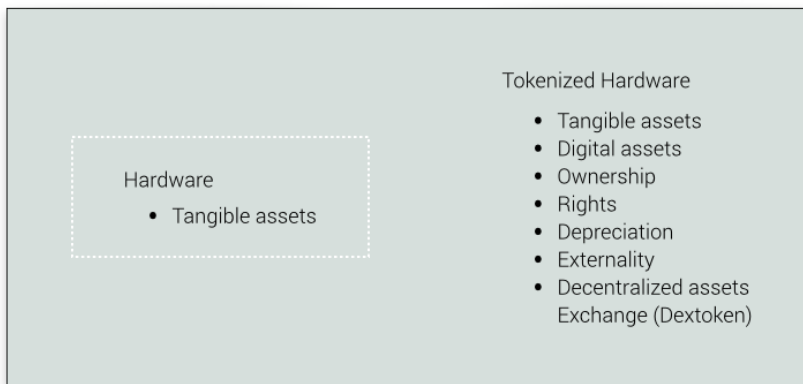 Hardware
• Tangible assets
Tokenized Hardware
• Tangible assets
• Digital assets
• Ownership
• Rights
• Depreciation
• Externality
• Decentralized assets
Exchange (Dextoken)